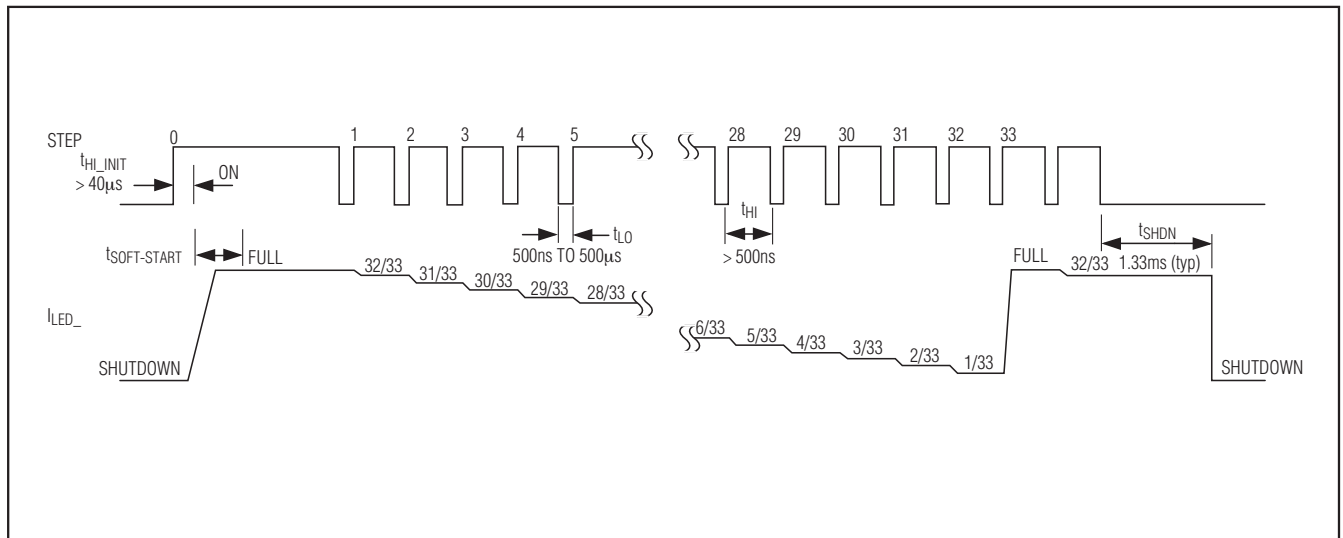 STEP 0 1 2 3 4 5 28 29 30 31 32 33
tHI_INIT
> 40µs
ON
tHI
> 500ns
tLO
500ns TO 500µs
tSHDN
1.33ms (typ)
tSOFT-START
FULL 32/33 31/33 30/33 29/33 28/33
6/33 5/33 4/33 3/33 2/33 1/33
FULL 32/33
ILED_
SHUTDOWN
SHUTDOWN